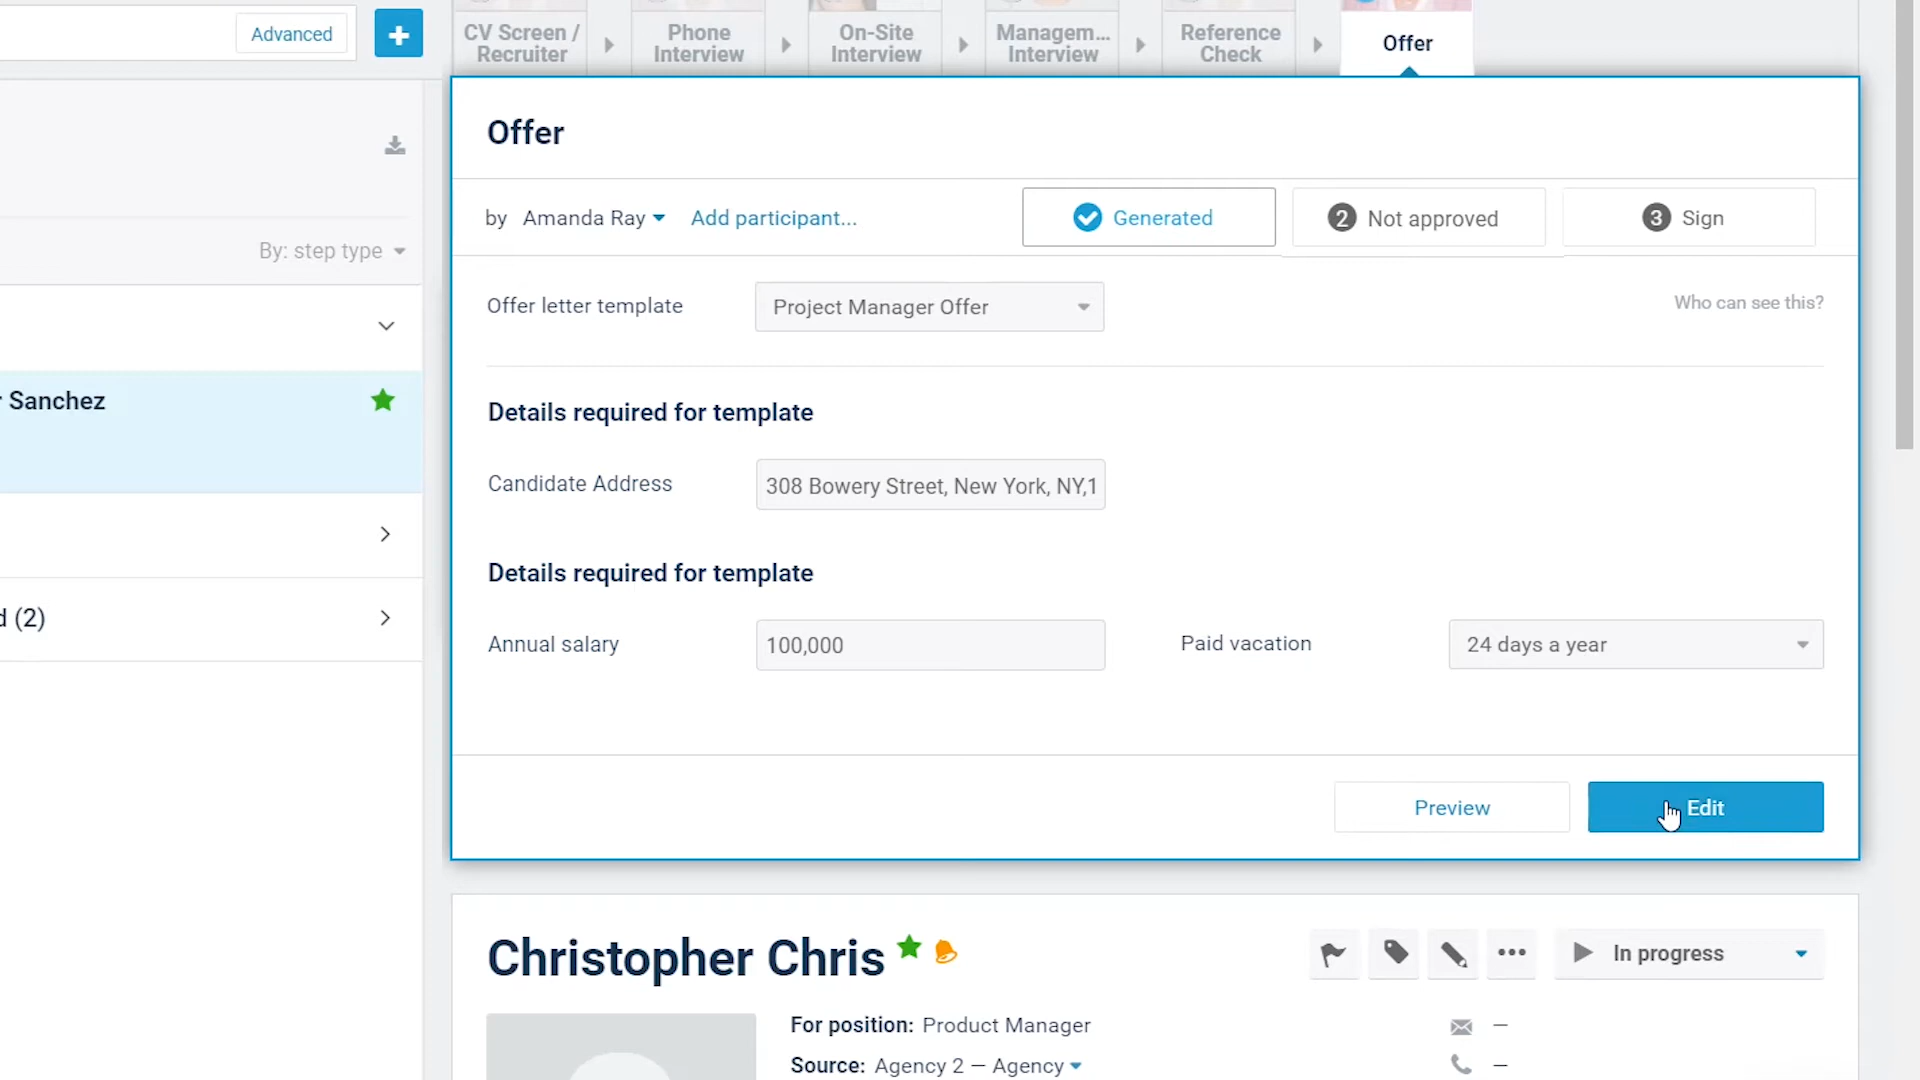 Advanced
CV Screen /
Recruiter
Phone
Interview
On-Site
Interview
Managem...
Interview
Reference
Check
Offer
Offer
by Amanda Ray Add participant...
Generated
2 Not approved
3 Sign
By: step type
Offer letter template
Project Manager Offer
Who can see this?
Sanchez
Details required for template
Candidate Address
308 Bowery Street, New York, NY,1
Details required for template
(2)
Annual salary
100,000
Paid vacation
24 days a year
Preview
Edit
Christopher Chris
In progress
For position: Product Manager
—
Source: Agency 2 — Agency
—